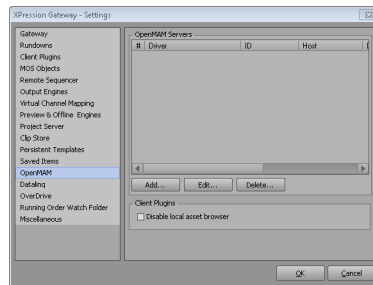 XPression Gateway - Settings
Gateway
Rundowns
Client Plugins
MOS Objects
Remote Sequencer
Output Engines
Virtual Channel Mapping
Preview & Offline Engines
Project Server
Clip Store
Persistent Templates
Saved Items
OpenMAM
Datalinq
OverDrive
Running Order Watch Folder
Miscellaneous
OpenMAM Servers
# Driver ID Host
Add... Edit... Delete...
Client Plugins
Disable local asset browser
OK Cancel